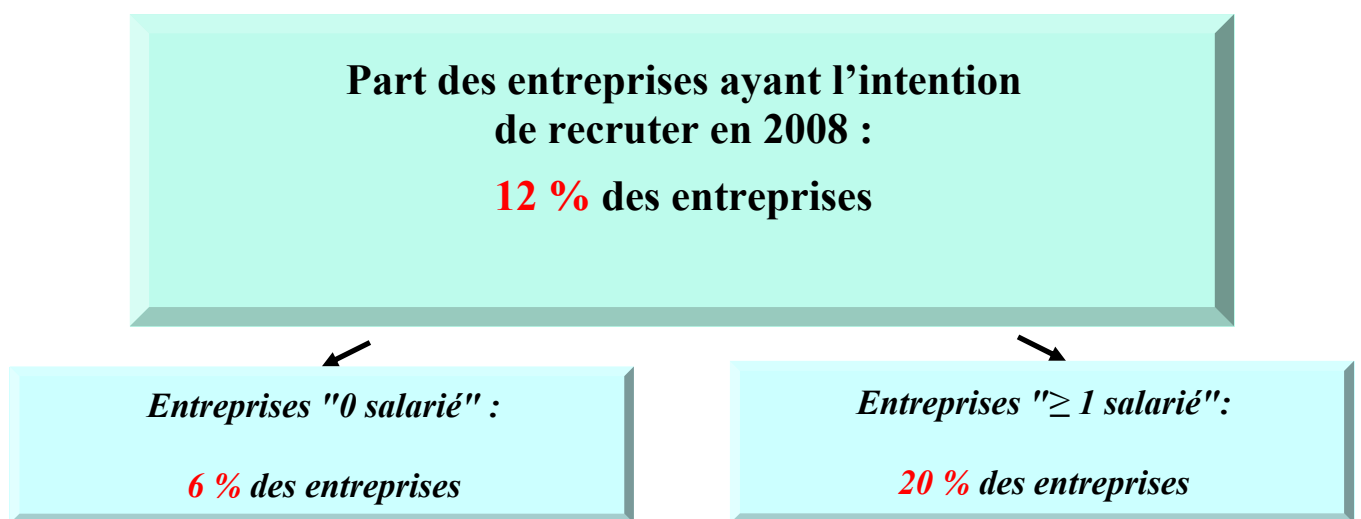 Part des entreprises ayant l’intention
de recruter en 2008 :
12 % des entreprises
Entreprises "0 salarié" :
6 % des entreprises
Entreprises "≥ 1 salarié":
20 % des entreprises